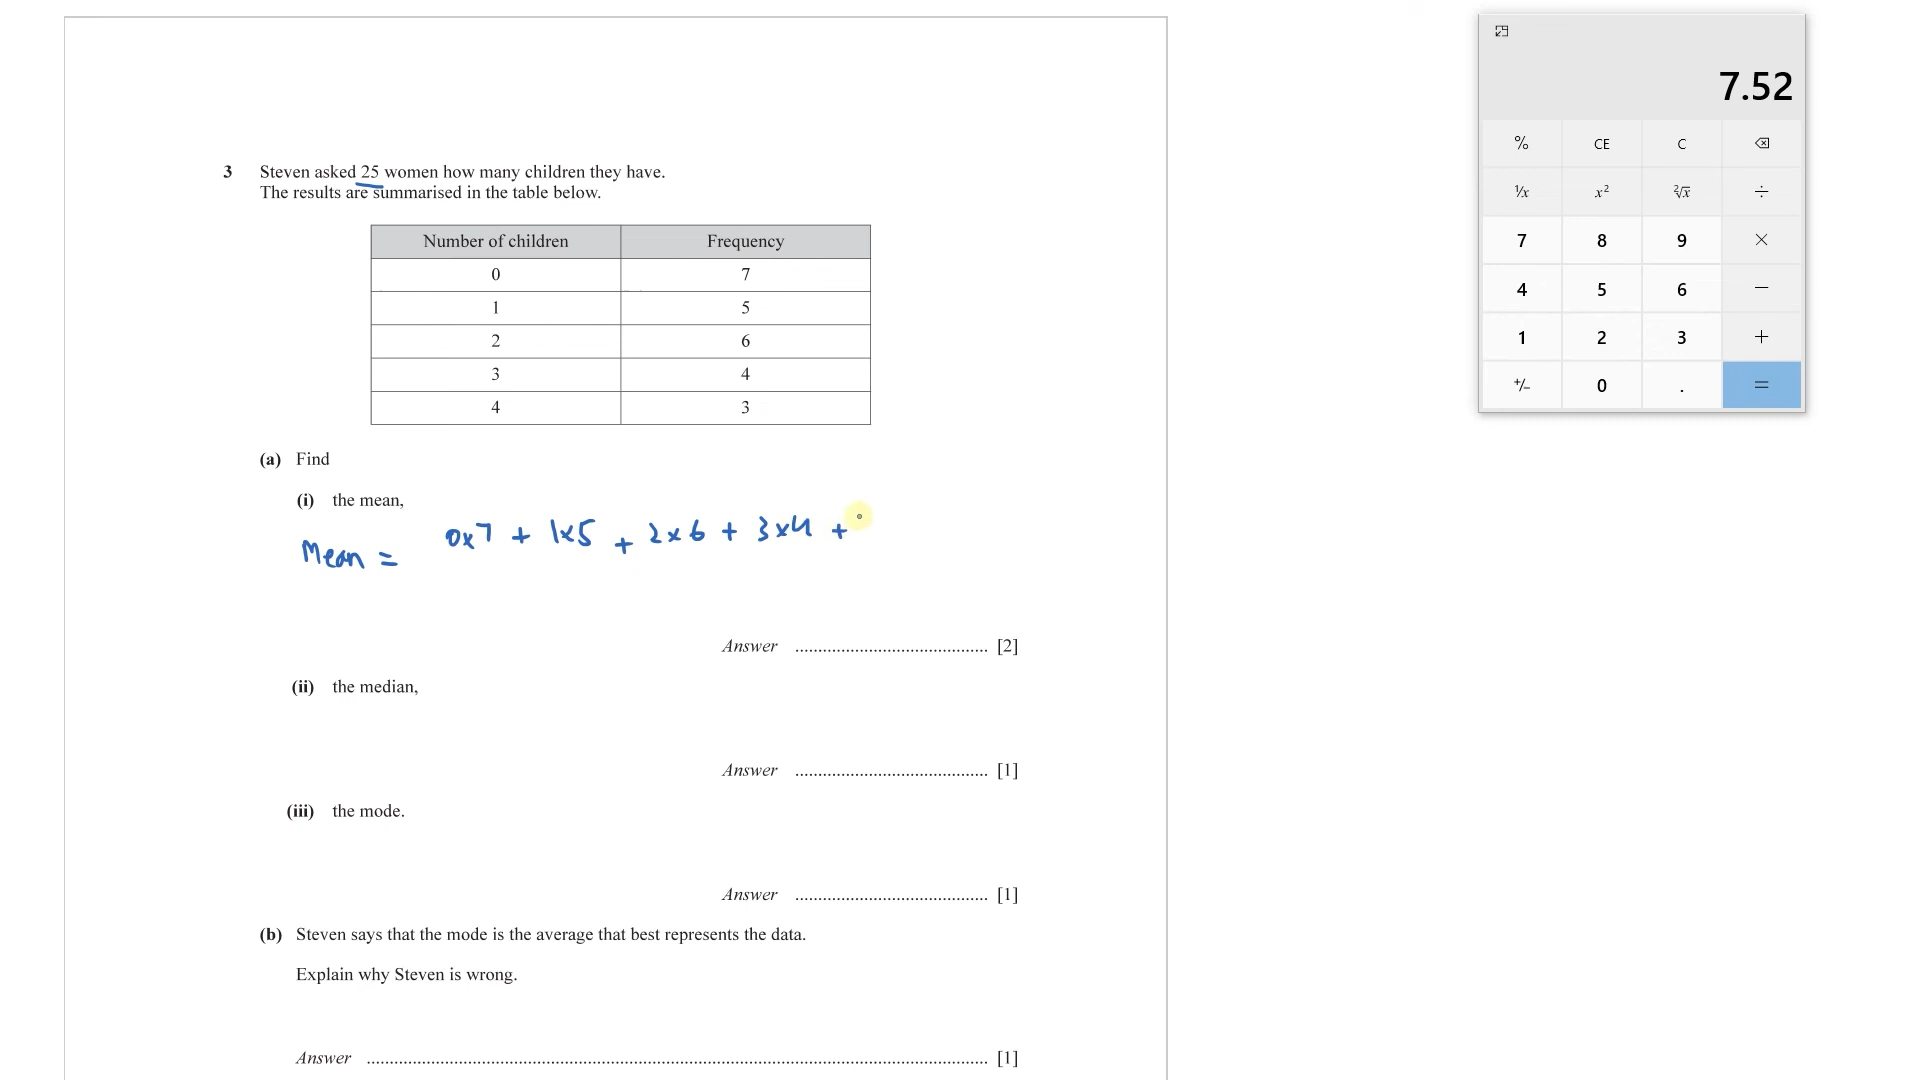 7.52
% CE C ⌫
¹/x x² ²√x ÷
7 8 9 ×
4 5 6 −
1 2 3 +
+/− 0 . =
3 Steven asked 25 women how many children they have.
The results are summarised in the table below.
Number of children Frequency
0 7
1 5
2 6
3 4
4 3
(a) Find
(i) the mean,
Mean = 0x7 + 1x5 + 2x6 + 3x4 +
Answer .......................................... [2]
(ii) the median,
Answer .......................................... [1]
(iii) the mode.
Answer .......................................... [1]
(b) Steven says that the mode is the average that best represents the data.
Explain why Steven is wrong.
Answer ........................................................................................................................................ [1]